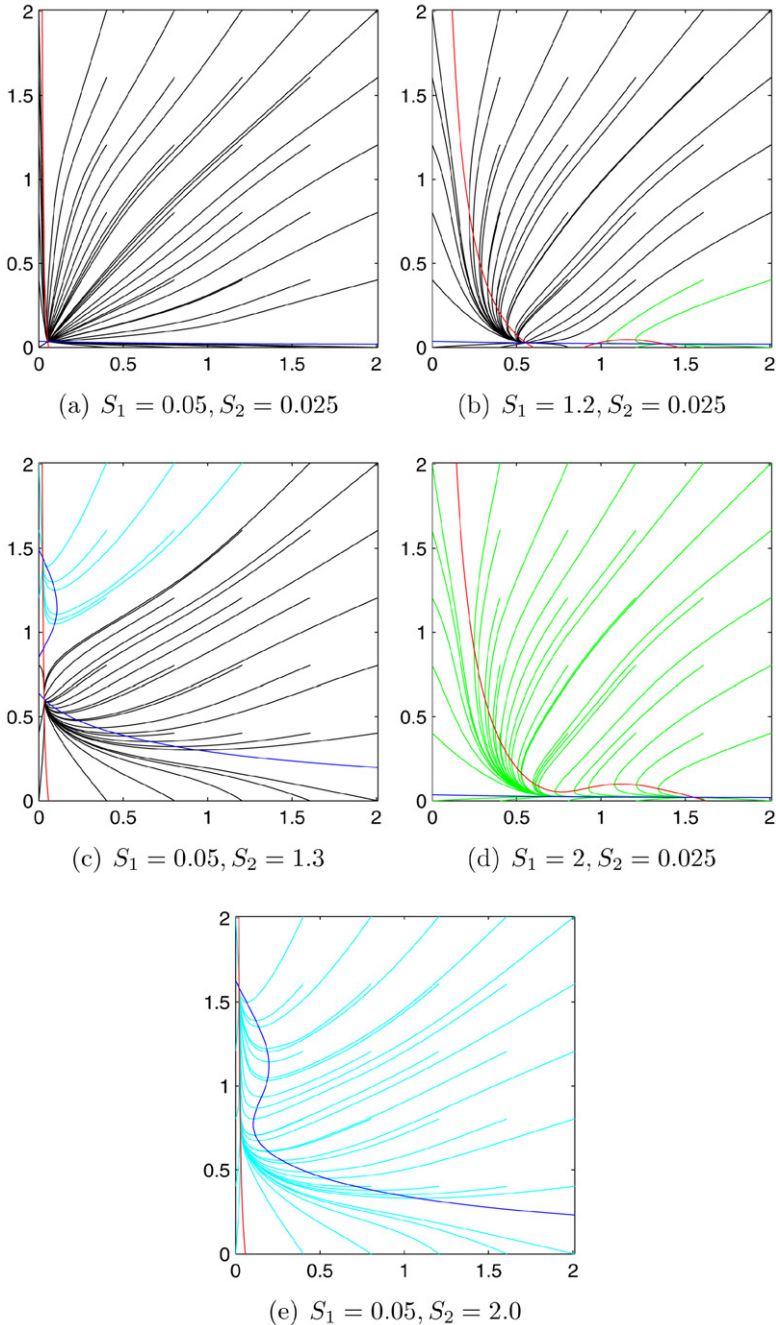 2
2
1.5
1.5
1
1
0.5
0.5
0
0
0 0.5 1 1.5 2
0 0.5 1 1.5 2
(a) S₁ = 0.05, S₂ = 0.025
(b) S₁ = 1.2, S₂ = 0.025
2
2
1.5
1.5
1
1
0.5
0.5
0
0
0 0.5 1 1.5 2
0 0.5 1 1.5 2
(c) S₁ = 0.05, S₂ = 1.3
(d) S₁ = 2, S₂ = 0.025
2
1.5
1
0.5
0
0 0.5 1 1.5 2
(e) S₁ = 0.05, S₂ = 2.0